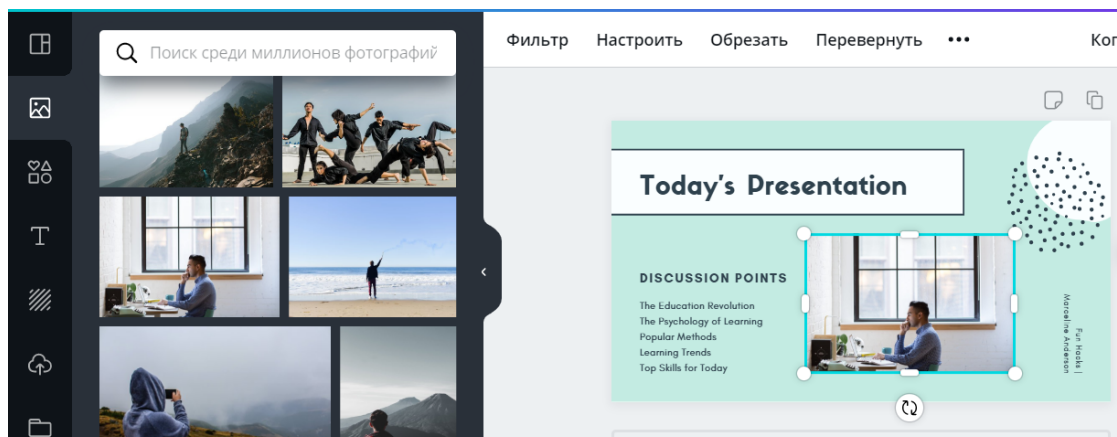 Поиск среди миллионов фотографий
Фильтр Настроить Обрезать Перевернуть •••
Today's Presentation
DISCUSSION POINTS
The Education Revolution
The Psychology of Learning
Popular Methods
Learning Trends
Top Skills for Today
Fun Hooks |
Marceline Anderson